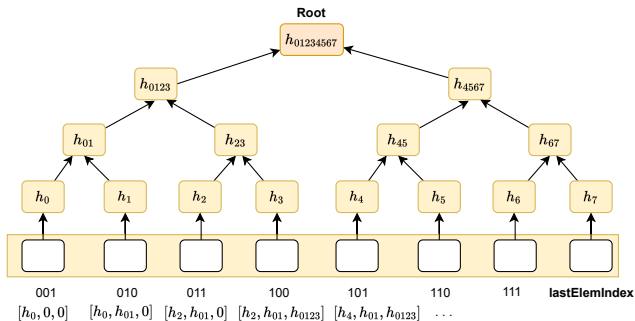 Root
h₀₁₂₃₄₅₆₇
h₀₁₂₃ h₄₅₆₇
h₀₁ h₂₃ h₄₅ h₆₇
h₀ h₁ h₂ h₃ h₄ h₅ h₆ h₇
001 010 011 100 101 110 111 lastElemIndex
[h₀, 0, 0] [h₀, h₀₁, 0] [h₂, h₀₁, 0] [h₂, h₀₁, h₀₁₂₃] [h₄, h₀₁, h₀₁₂₃] . . .